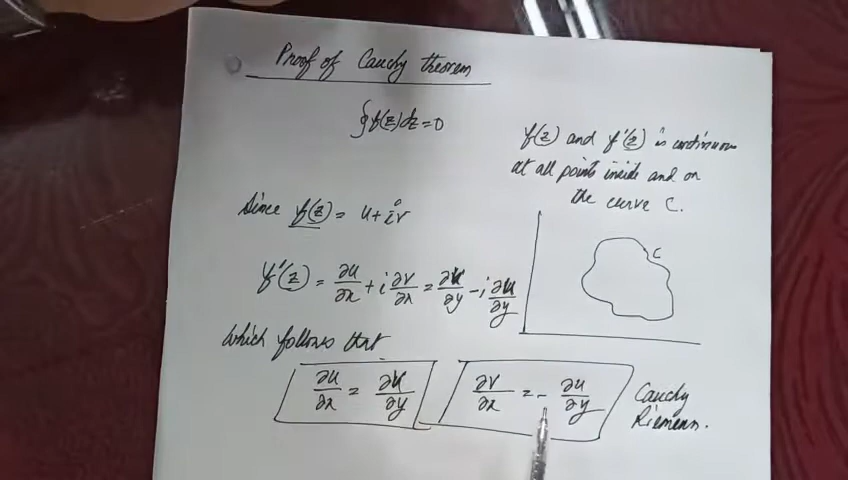 Proof of Cauchy theorem
∮f(z)dz=0
f(z) and f'(z) is continuous
at all points inside and on
the curve C.
Since f(z) = u+iv
C
f'(z) = ∂u/∂x + i ∂v/∂x = ∂v/∂y - i ∂u/∂y
Which follows that
∂u/∂x = ∂v/∂y ∂v/∂x = - ∂u/∂y Cauchy
Riemann.